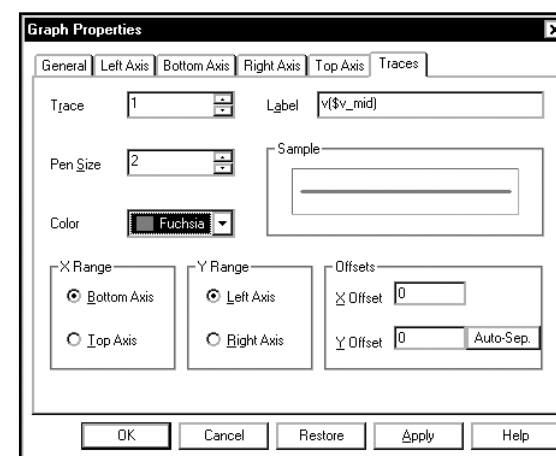 Graph Properties
General Left Axis Bottom Axis Right Axis Top Axis Traces
Trace 1 Label v($v_mid)
Pen Size 2 Sample
Color Fuchsia
X Range Y Range Offsets
Bottom Axis Left Axis X Offset 0
Top Axis Right Axis Y Offset 0 Auto-Sep.
OK Cancel Restore Apply Help